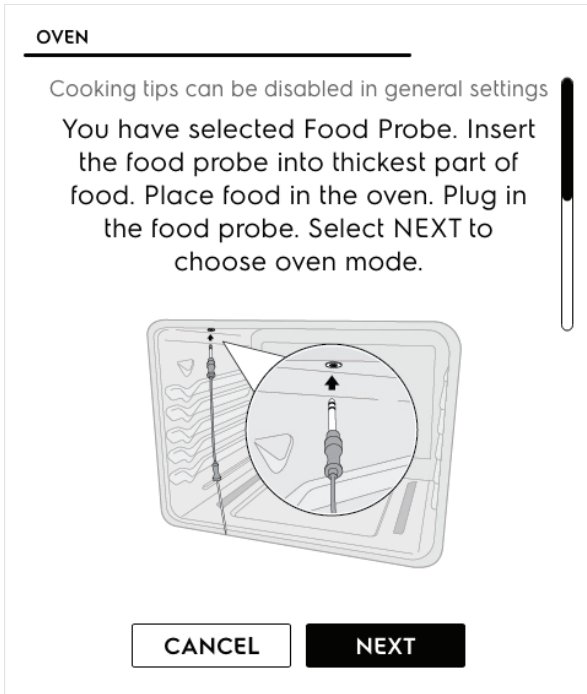 OVEN
Cooking tips can be disabled in general settings
You have selected Food Probe. Insert
the food probe into thickest part of
food. Place food in the oven. Plug in
the food probe. Select NEXT to
choose oven mode.
CANCEL
NEXT